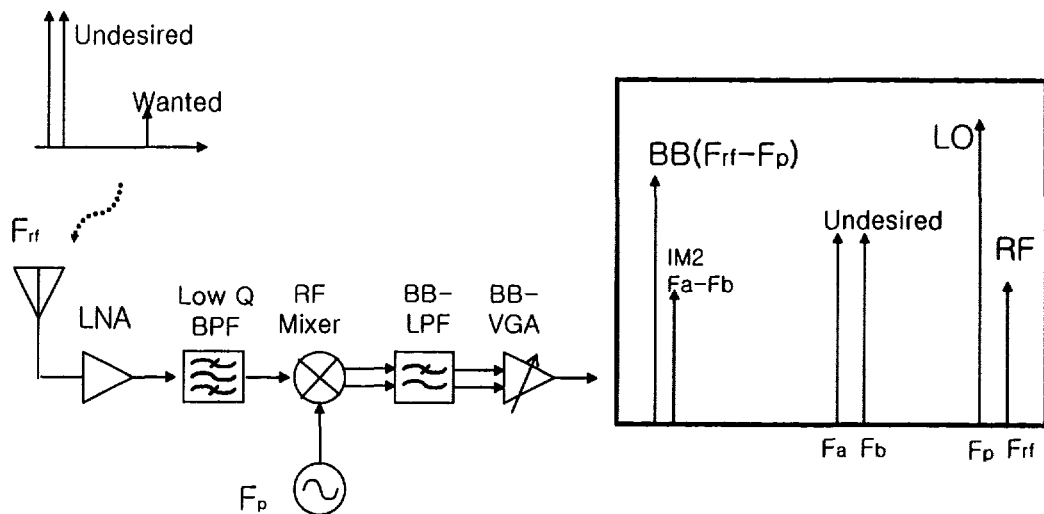 Undesired
Wanted
Frf
LNA
Low Q
BPF
RF
Mixer
BB-
LPF
BB-
VGA
Fp
BB(Frf-Fp)
IM2
Fa-Fb
Undesired
LO
RF
Fa
Fb
Fp
Frf